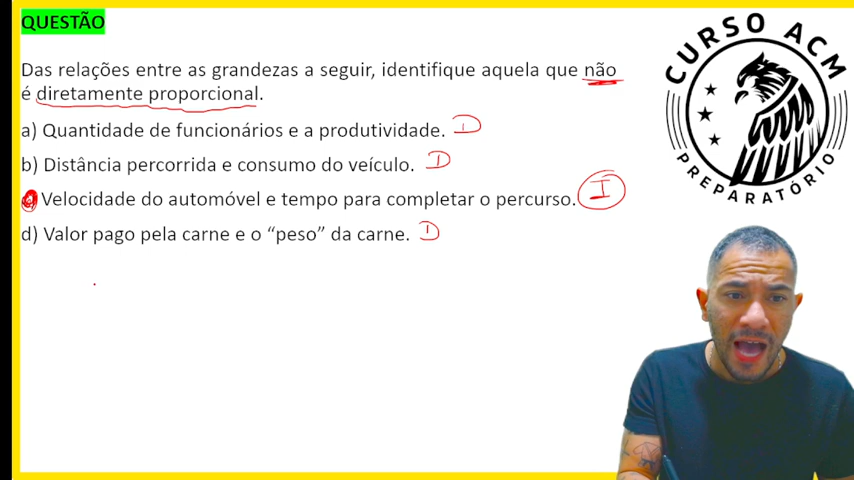 QUESTÃO
Das relações entre as grandezas a seguir, identifique aquela que não
é diretamente proporcional.
a) Quantidade de funcionários e a produtividade. D
b) Distância percorrida e consumo do veículo. D
Velocidade do automóvel e tempo para completar o percurso. I
d) Valor pago pela carne e o “peso” da carne. D
CURSO ACM
PREPARATÓRIO